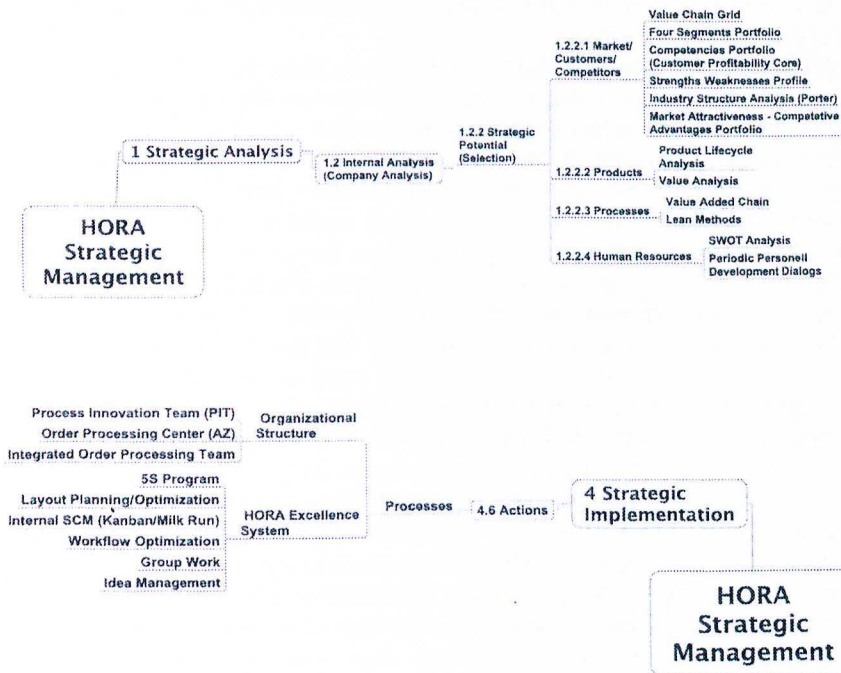 Value Chain Grid
Four Segments Portfolio
1.2.2.1 Market/
Customers/
Competitors
Competencies Portfolio
(Customer Profitability Core)
Strengths Weaknesses Profile
Industry Structure Analysis (Porter)
Market Attractiveness - Competative
Advantages Portfolio
1 Strategic Analysis
1.2 Internal Analysis
(Company Analysis)
1.2.2 Strategic
Potential
(Selection)
1.2.2.2 Products
Product Lifecycle
Analysis
Value Analysis
1.2.2.3 Processes
Value Added Chain
Lean Methods
1.2.2.4 Human Resources
SWOT Analysis
Periodic Personell
Development Dialogs
HORA
Strategic
Management
Process Innovation Team (PIT)
Order Processing Center (AZ)
Integrated Order Processing Team
Organizational
Structure
5S Program
Layout Planning/Optimization
Internal SCM (Kanban/Milk Run)
Workflow Optimization
Group Work
Idea Management
HORA Excellence
System
Processes
4.6 Actions
4 Strategic
Implementation
HORA
Strategic
Management